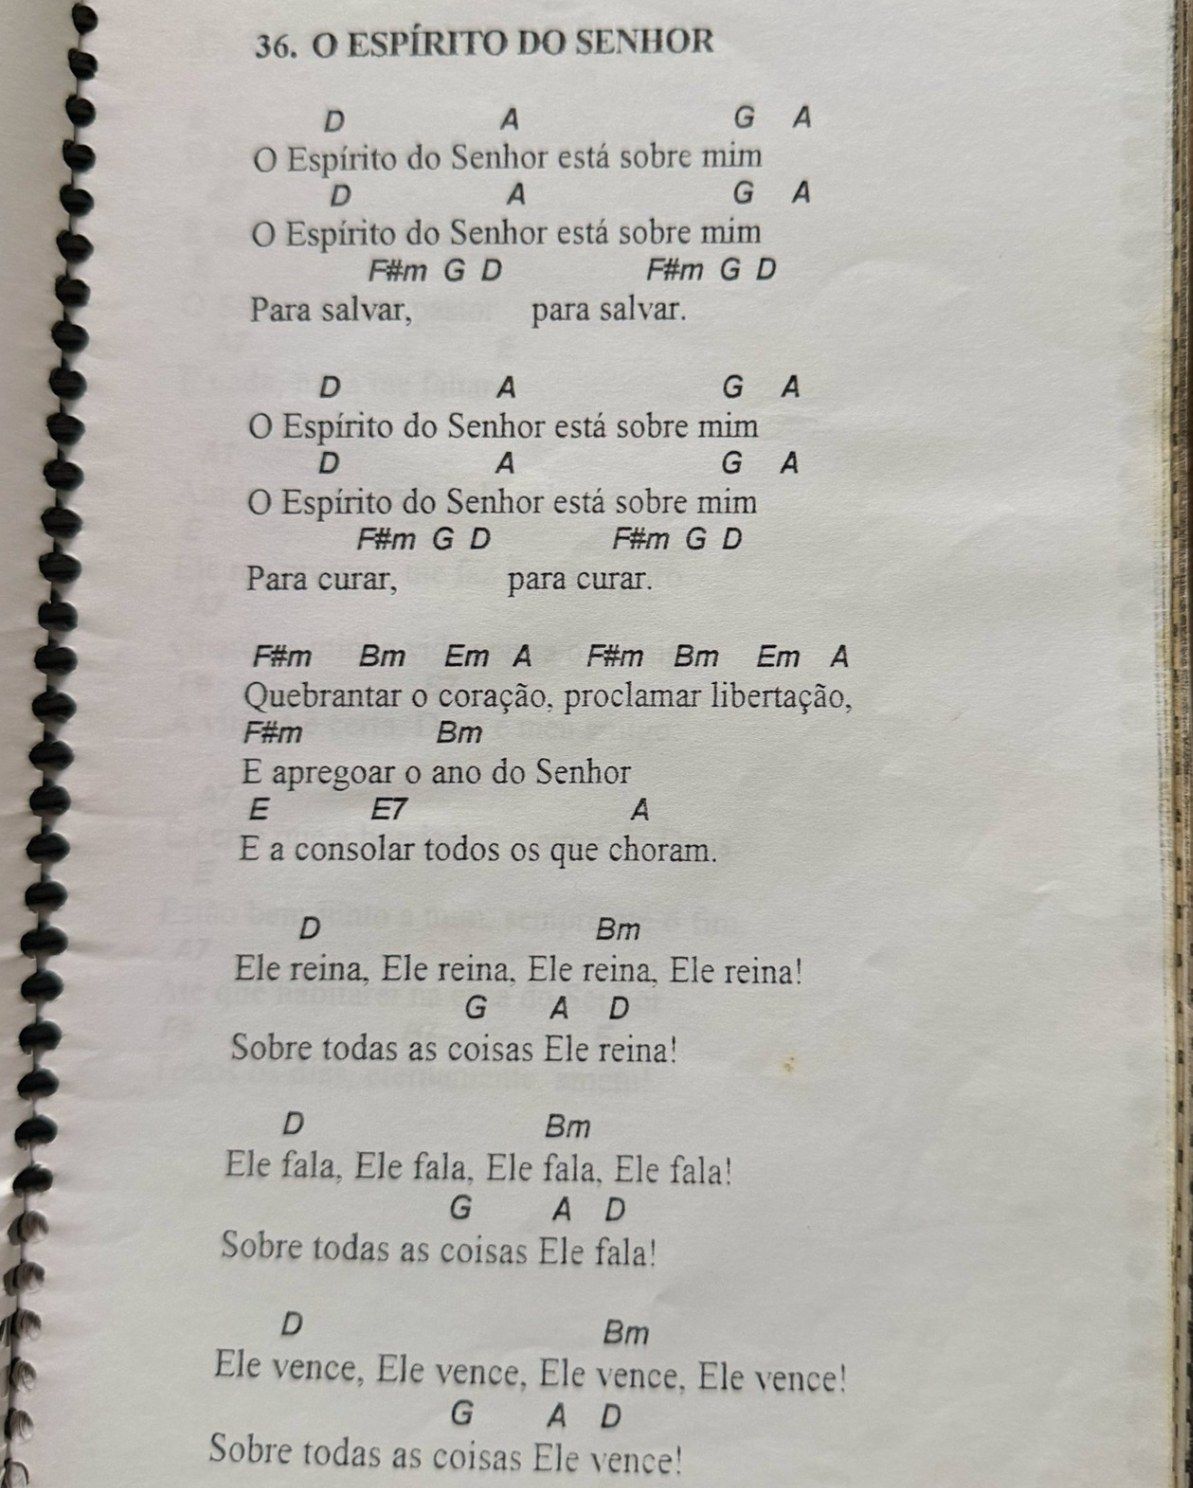 36. O ESPÍRITO DO SENHOR
D A G A
O Espírito do Senhor está sobre mim
D A G A
O Espírito do Senhor está sobre mim
F#m G D F#m G D
Para salvar, para salvar.
D A G A
O Espírito do Senhor está sobre mim
D A G A
O Espírito do Senhor está sobre mim
F#m G D F#m G D
Para curar, para curar.
F#m Bm Em A F#m Bm Em A
Quebrantar o coração, proclamar libertação,
F#m Bm
E apregoar o ano do Senhor
E E7 A
E a consolar todos os que choram.
D Bm
Ele reina, Ele reina, Ele reina, Ele reina!
G A D
Sobre todas as coisas Ele reina!
D Bm
Ele fala, Ele fala, Ele fala, Ele fala!
G A D
Sobre todas as coisas Ele fala!
D Bm
Ele vence, Ele vence, Ele vence, Ele vence!
G A D
Sobre todas as coisas Ele vence!